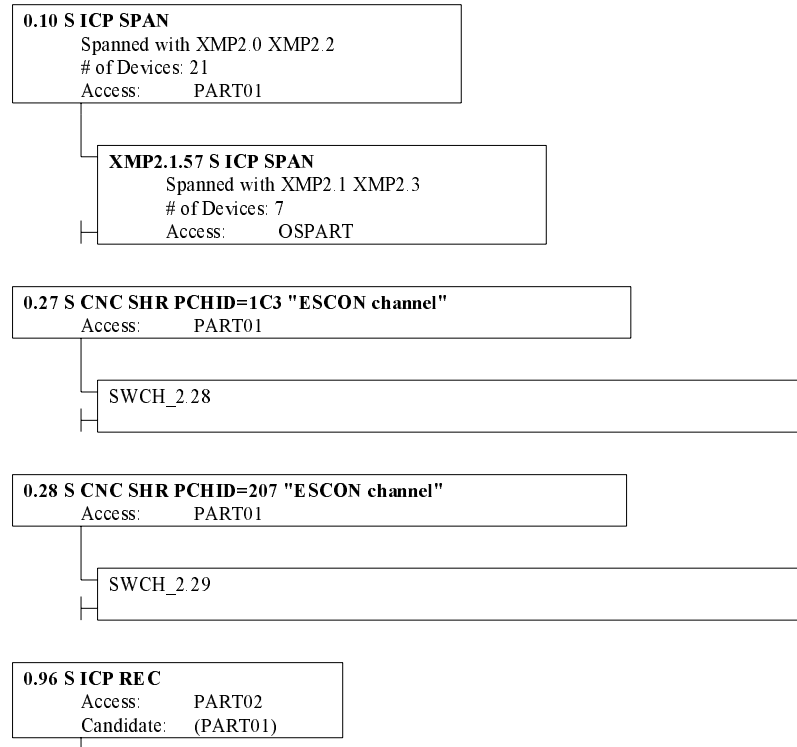 0.10 S ICP SPAN
Spanned with XMP2.0 XMP2.2
# of Devices: 21
Access: PART01
XMP2.1.57 S ICP SPAN
Spanned with XMP2.1 XMP2.3
# of Devices: 7
Access: OSPART
0.27 S CNC SHR PCHID=1C3 "ESCON channel"
Access: PART01
SWCH_2.28
0.28 S CNC SHR PCHID=207 "ESCON channel"
Access: PART01
SWCH_2.29
0.96 S ICP REC
Access: PART02
Candidate: (PART01)